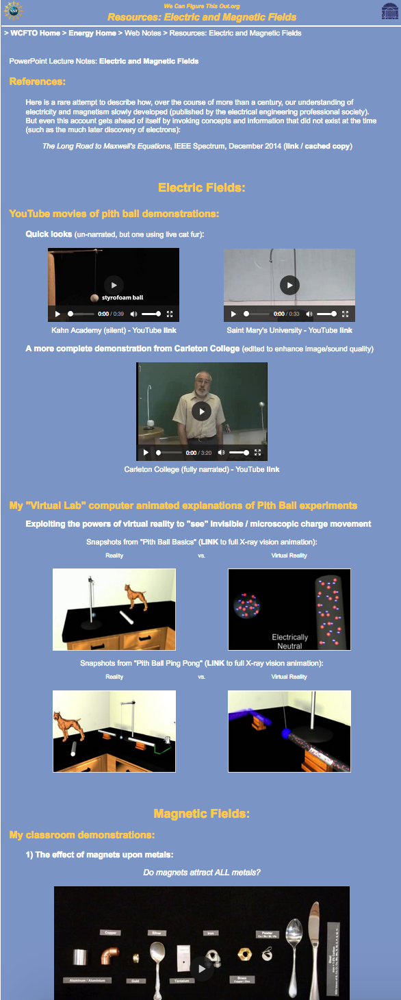 We Can Figure This Out.org
Resources: Electric and Magnetic Fields
NSF
> WCFTO Home > Energy Home > Web Notes > Resources: Electric and Magnetic Fields
PowerPoint Lecture Notes: Electric and Magnetic Fields
References:
Here is a rare attempt to describe how, over the course of more than a century, our understanding of
electricity and magnetism slowly developed (published by the electrical engineering professional society).
But even this account gets ahead of itself by invoking concepts and information that did not exist at the time
(such as the much later discovery of electrons):
The Long Road to Maxwell's Equations, IEEE Spectrum, December 2014 (link / cached copy)
Electric Fields:
YouTube movies of pith ball demonstrations:
Quick looks (un-narrated, but one using live cat fur):
styrofoam ball
0:00 / 0:39
0:00 / 0:33
Kahn Academy (silent) - YouTube link
Saint Mary's University - YouTube link
A more complete demonstration from Carleton College (edited to enhance image/sound quality)
0:00 / 3:20
Carleton College (fully narrated) - YouTube link
My "Virtual Lab" computer animated explanations of Pith Ball experiments
Exploiting the powers of virtual reality to "see" invisible / microscopic charge movement
Snapshots from "Pith Ball Basics" (LINK to full X-ray vision animation):
Reality vs. Virtual Reality
Electrically
Neutral
Snapshots from "Pith Ball Ping Pong" (LINK to full X-ray vision animation):
Reality vs. Virtual Reality
Magnetic Fields:
My classroom demonstrations:
1) The effect of magnets upon metals:
Do magnets attract ALL metals?
Copper
Silver
Iron
Pewter
Aluminum / Aluminium
Gold
Tantalum
Brass
Copper / Zinc
Steel